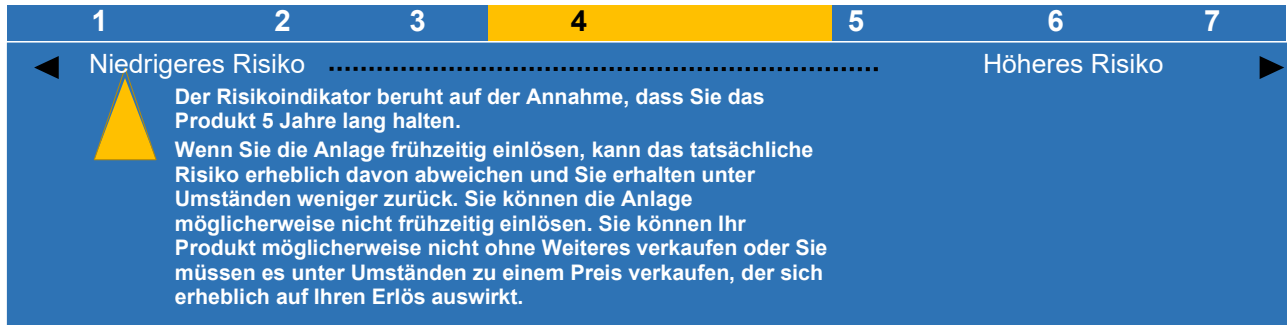 1 2 3 4 5 6 7
Niedrigeres Risiko ........................................................................ Höheres Risiko
Der Risikoindikator beruht auf der Annahme, dass Sie das
Produkt 5 Jahre lang halten.
Wenn Sie die Anlage frühzeitig einlösen, kann das tatsächliche
Risiko erheblich davon abweichen und Sie erhalten unter
Umständen weniger zurück. Sie können die Anlage
möglicherweise nicht frühzeitig einlösen. Sie können Ihr
Produkt möglicherweise nicht ohne Weiteres verkaufen oder Sie
müssen es unter Umständen zu einem Preis verkaufen, der sich
erheblich auf Ihren Erlös auswirkt.